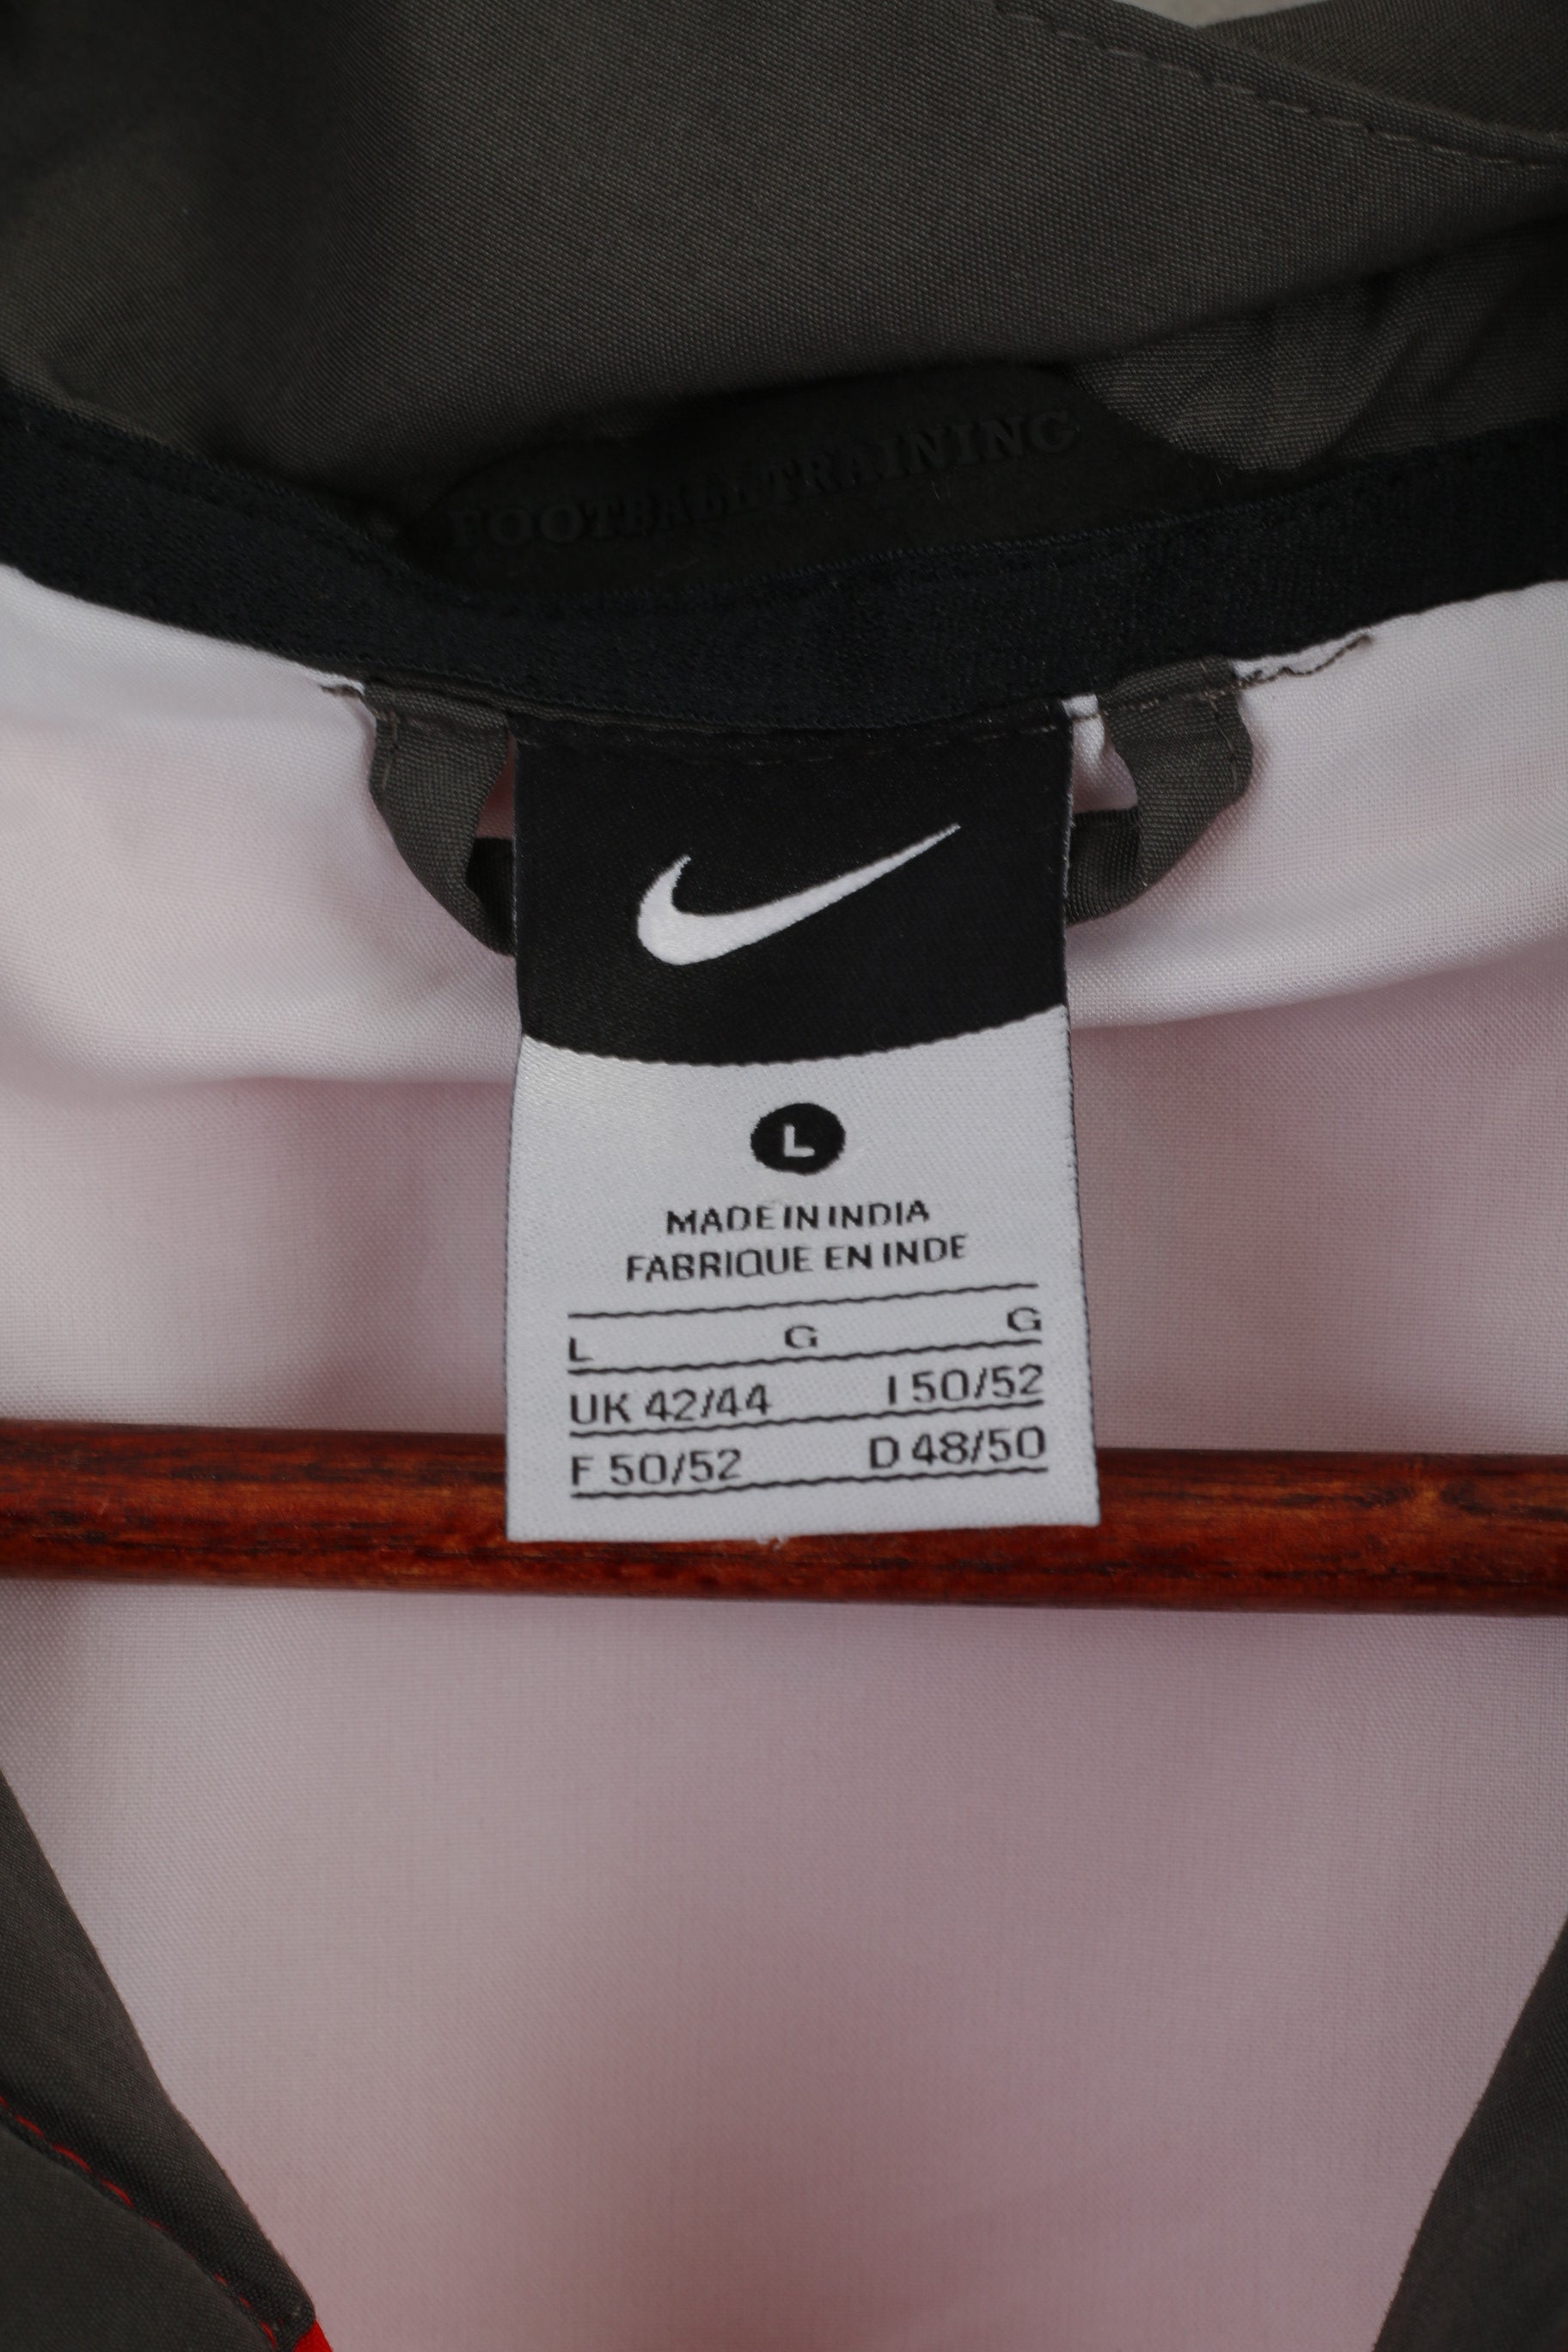 FOOTBALL TRAINING
L
MADE IN INDIA
FABRIQUE EN INDE
L G G
UK 42/44 I 50/52
F 50/52 D 48/50